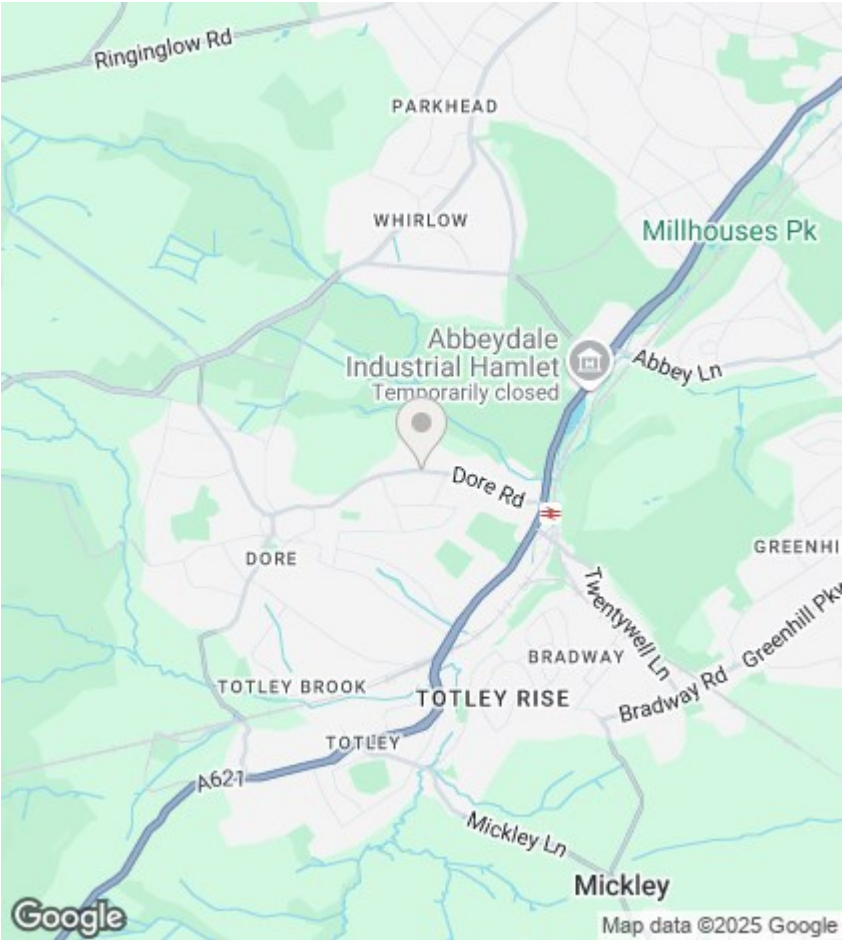 Ringinglow Rd
PARKHEAD
WHIRLOW
Millhouses Pk
Abbeydale
Industrial Hamlet
Temporarily closed
Abbey Ln
Dore Rd
DORE
GREENHI
Twentywell Ln
Greenhill Pkw
BRADWAY
TOTLEY BROOK
TOTLEY RISE
Bradway Rd
TOTLEY
A621
Mickley Ln
Mickley
Google
Map data ©2025 Google